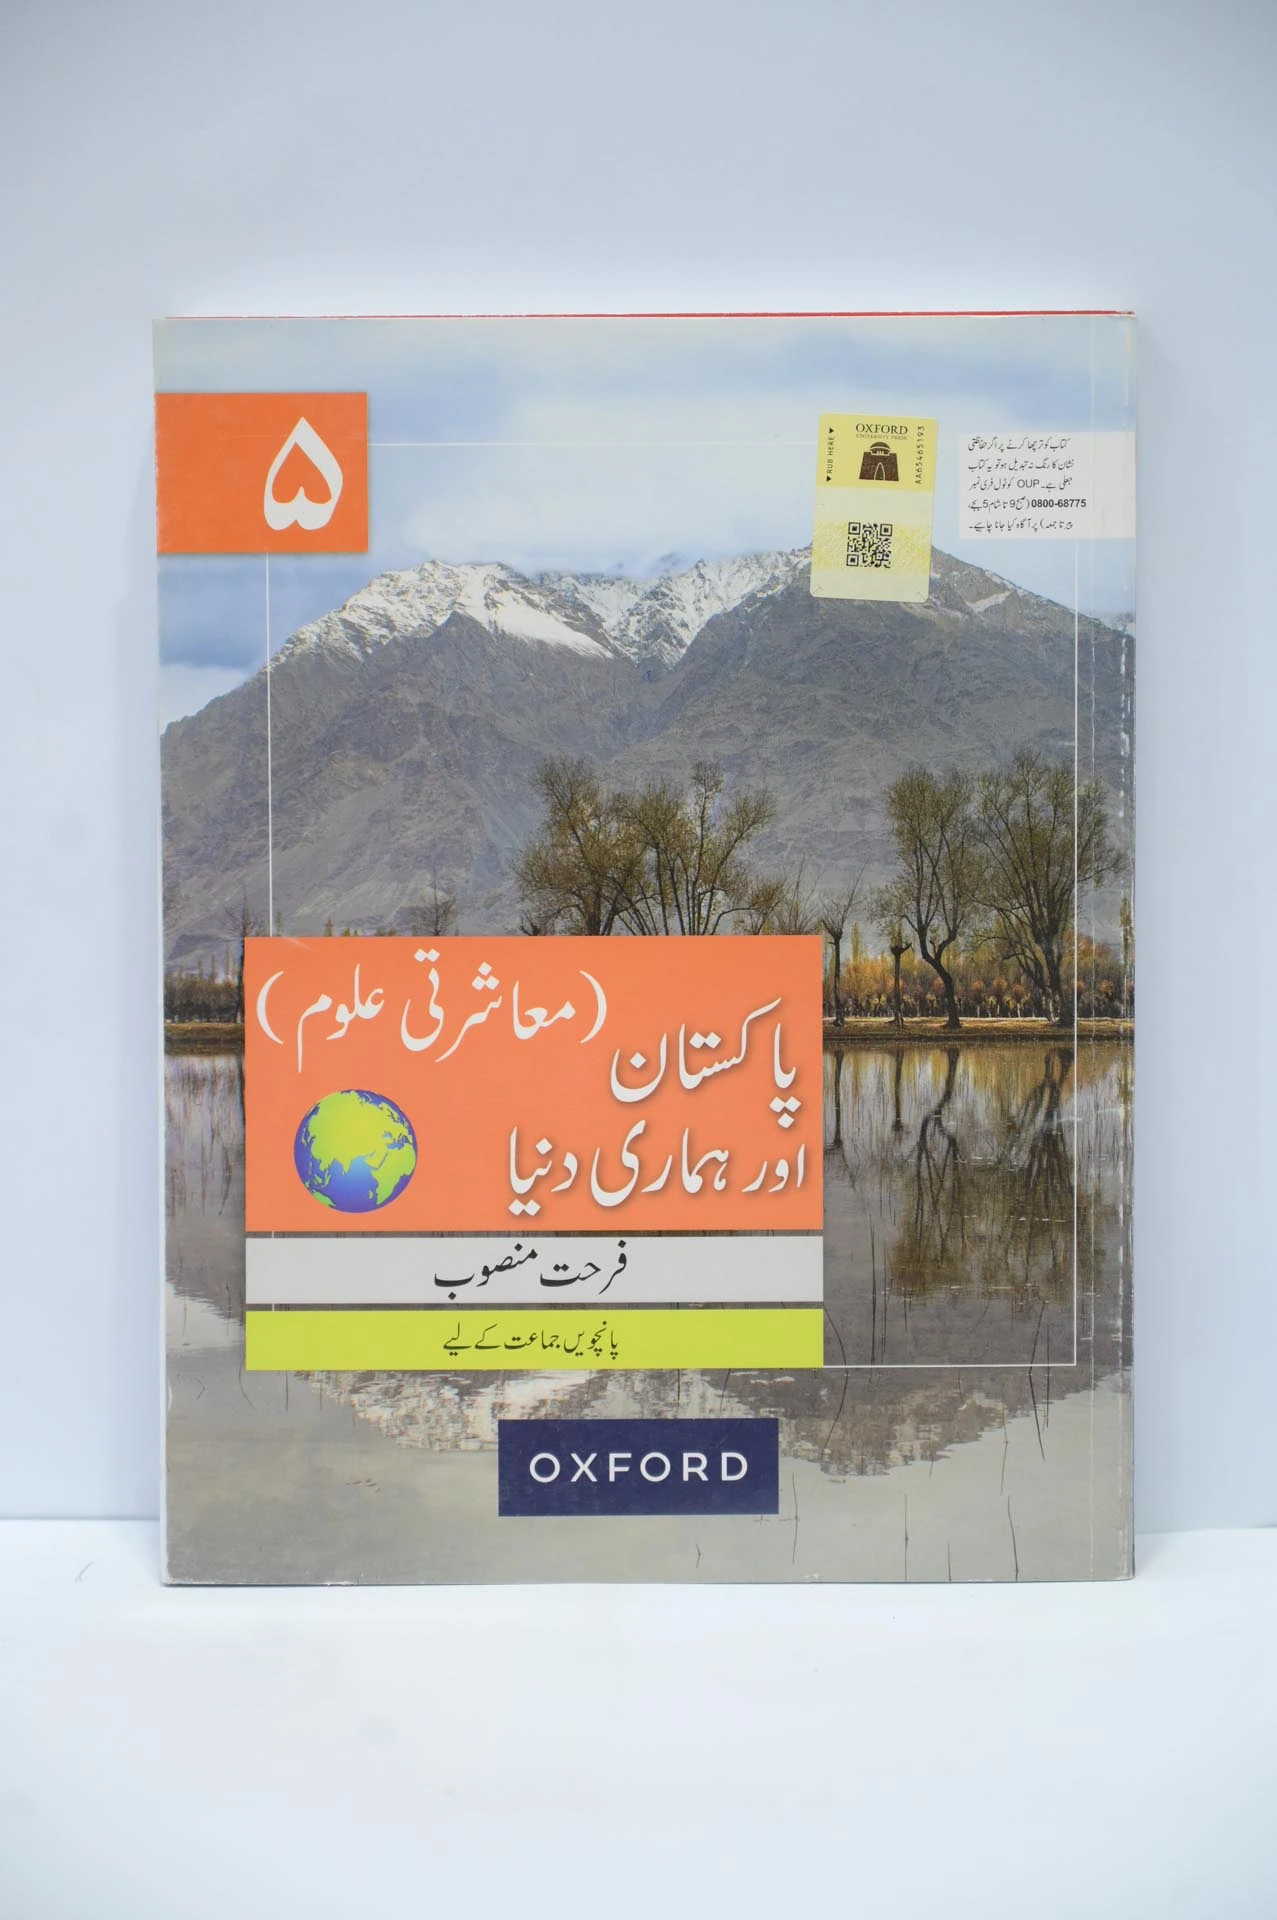 ۵
OXFORD
UNIVERSITY PRESS
▼RUB HERE▼
AA65465193
کتاب کو ترچھا کرنے پر اگر حفاظتی
نشان کا رنگ نہ تبدیل ہو تو یہ کتاب
جعلی ہے۔ OUP کو ٹول فری نمبر
0800-68775 (صبح 9 تا شام 5 بجے،
پیر تا جمعہ) پر آگاہ کیا جانا چاہیے۔
پاکستان (معاشرتی علوم)
اور ہماری دنیا
فرحت منصوب
پانچویں جماعت کے لیے
OXFORD